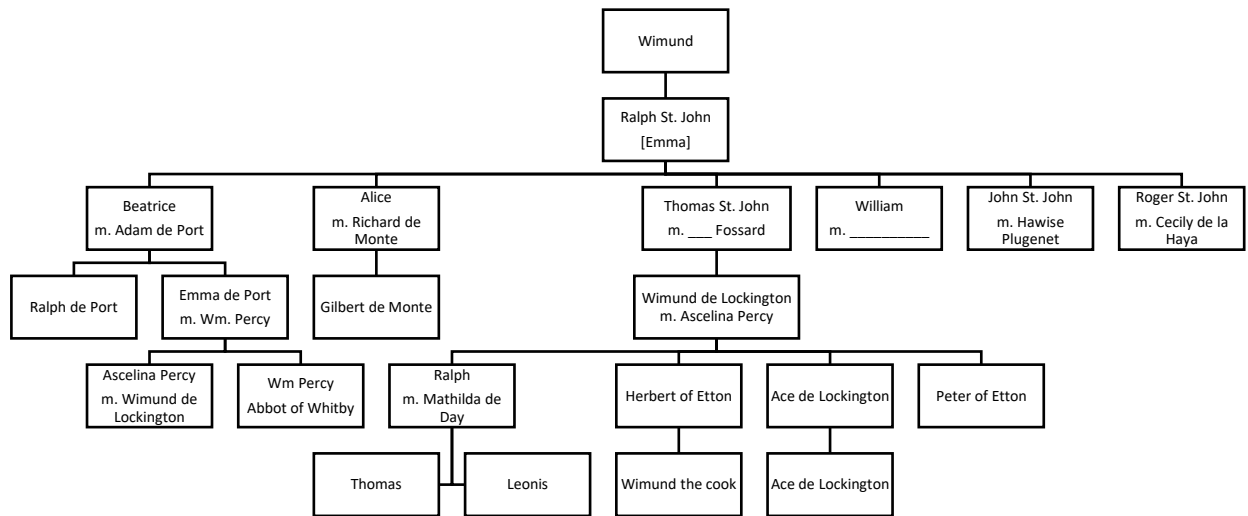 Wimund
Ralph St. John
[Emma]
Beatrice
m. Adam de Port
Alice
m. Richard de
Monte
Thomas St. John
m. ___ Fossard
William
m. __________
John St. John
m. Hawise
Plugenet
Roger St. John
m. Cecily de la
Haya
Ralph de Port
Emma de Port
m. Wm. Percy
Gilbert de Monte
Wimund de Lockington
m. Ascelina Percy
Ascelina Percy
m. Wimund de
Lockington
Wm Percy
Abbot of Whitby
Ralph
m. Mathilda de
Day
Herbert of Etton
Ace de Lockington
Peter of Etton
Thomas
Leonis
Wimund the cook
Ace de Lockington